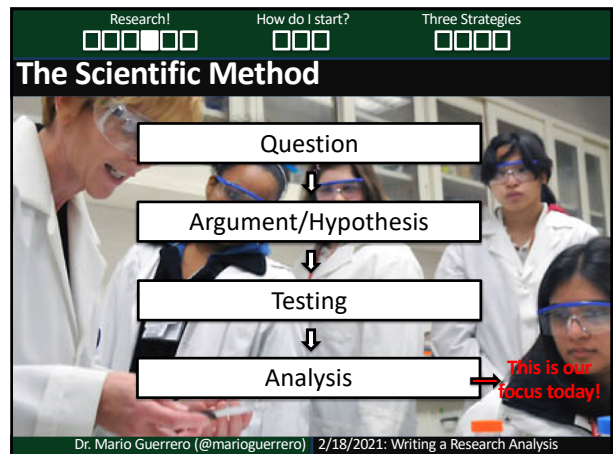 Research!
How do I start?
Three Strategies
The Scientific Method
Question
Argument/Hypothesis
Testing
Analysis
This is our
focus today!
Dr. Mario Guerrero (@marioguerrero)
2/18/2021: Writing a Research Analysis